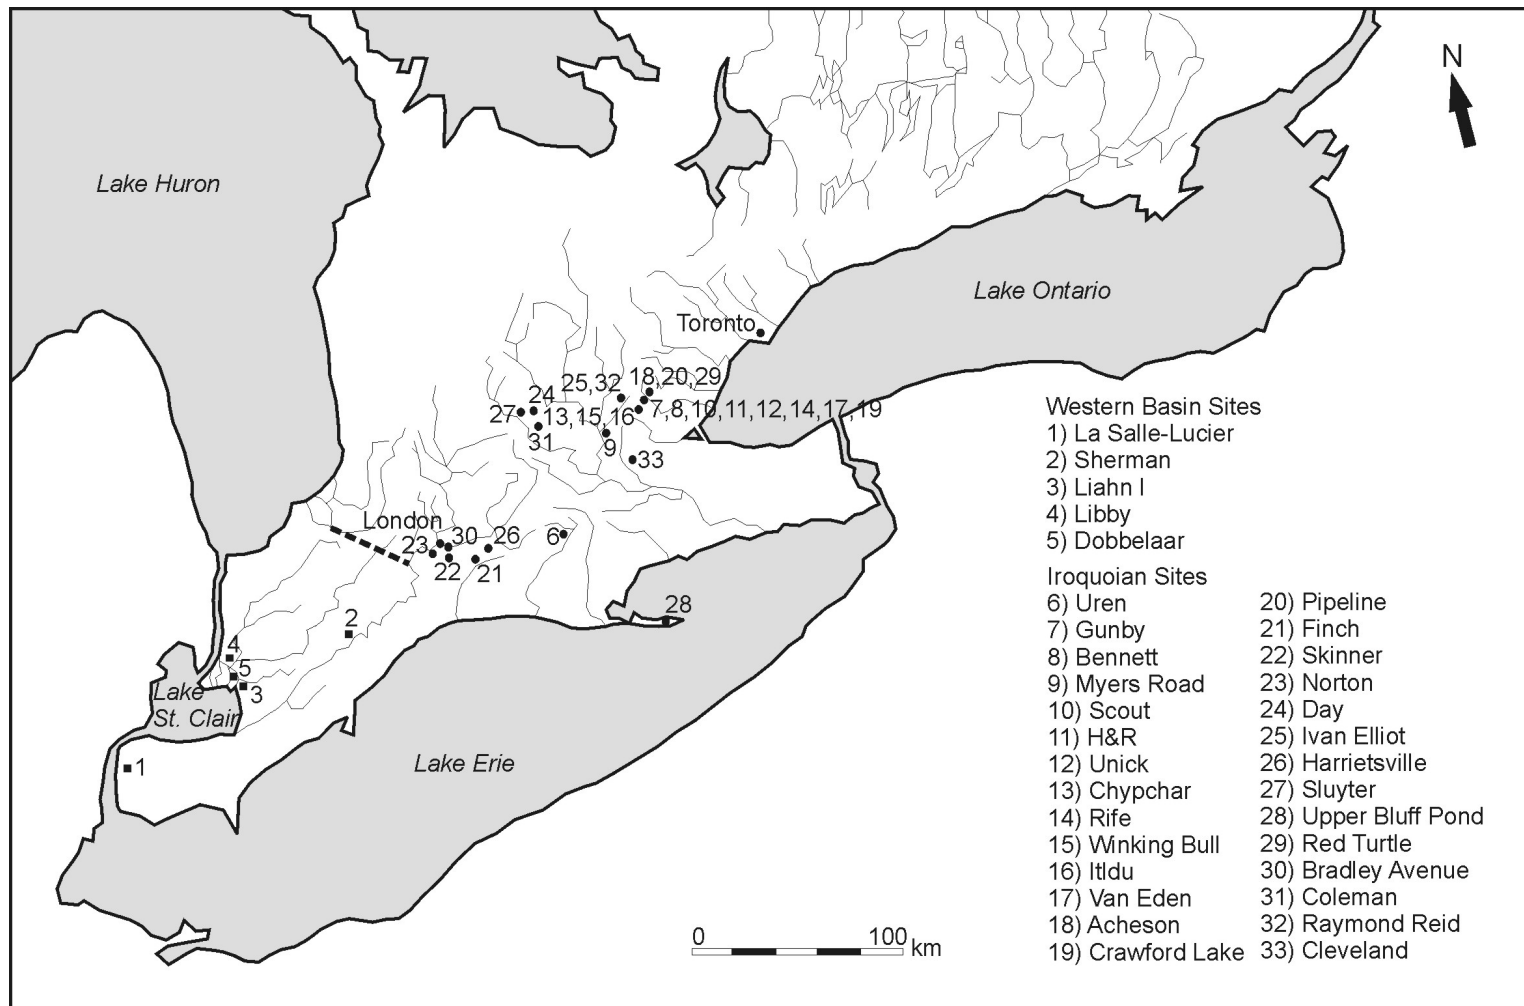 N
Lake Huron
Lake Ontario
Toronto
25,32
18,20,29
24
27
13,15,16
7,8,10,11,12,14,17,19
31
9
33
London
30
26
6
23
22
21
28
2
4
5
3
Lake
St. Clair
Lake Erie
1
Western Basin Sites
1) La Salle-Lucier
2) Sherman
3) Liahn I
4) Libby
5) Dobbelaar
Iroquoian Sites
6) Uren
7) Gunby
8) Bennett
9) Myers Road
10) Scout
11) H&R
12) Unick
13) Chypchar
14) Rife
15) Winking Bull
16) Itldu
17) Van Eden
18) Acheson
19) Crawford Lake
20) Pipeline
21) Finch
22) Skinner
23) Norton
24) Day
25) Ivan Elliot
26) Harrietsville
27) Sluyter
28) Upper Bluff Pond
29) Red Turtle
30) Bradley Avenue
31) Coleman
32) Raymond Reid
33) Cleveland
0 100
km